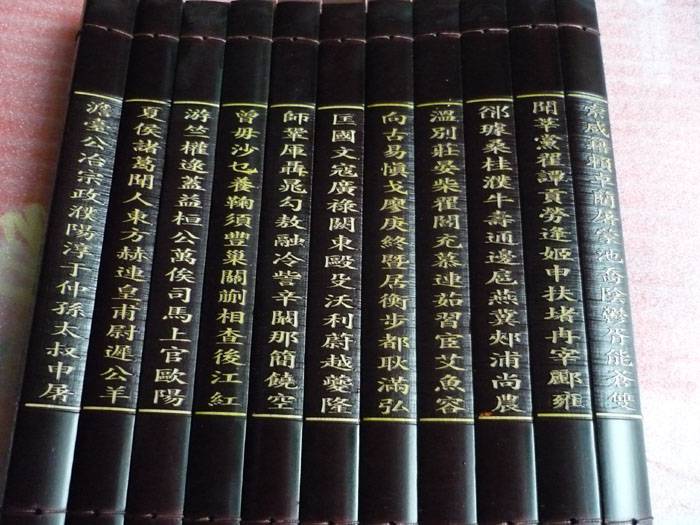 索咸籍賴卓藺屠蒙池喬陰鬱胥能蒼雙
聞莘黨翟譚貢勞逄姬申扶堵冉宰酈雍
郤璩桑桂濮牛壽通邊扈燕冀郟浦尚農
溫別莊晏柴瞿閻充慕連茹習宦艾魚容
向古易慎戈廖庾終暨居衡步都耿滿弘
匡國文寇廣祿闕東毆殳沃利蔚越夔隆
師鞏厙聶晁勾敖融冷訾辛闞那簡饒空
曾毋沙乜養鞠須豐巢關蒯相查後江紅
游竺權逯蓋益桓公萬俟司馬上官歐陽
夏侯諸葛聞人東方赫連皇甫尉遲公羊
澹臺公冶宗政濮陽淳于仲孫太叔申屠